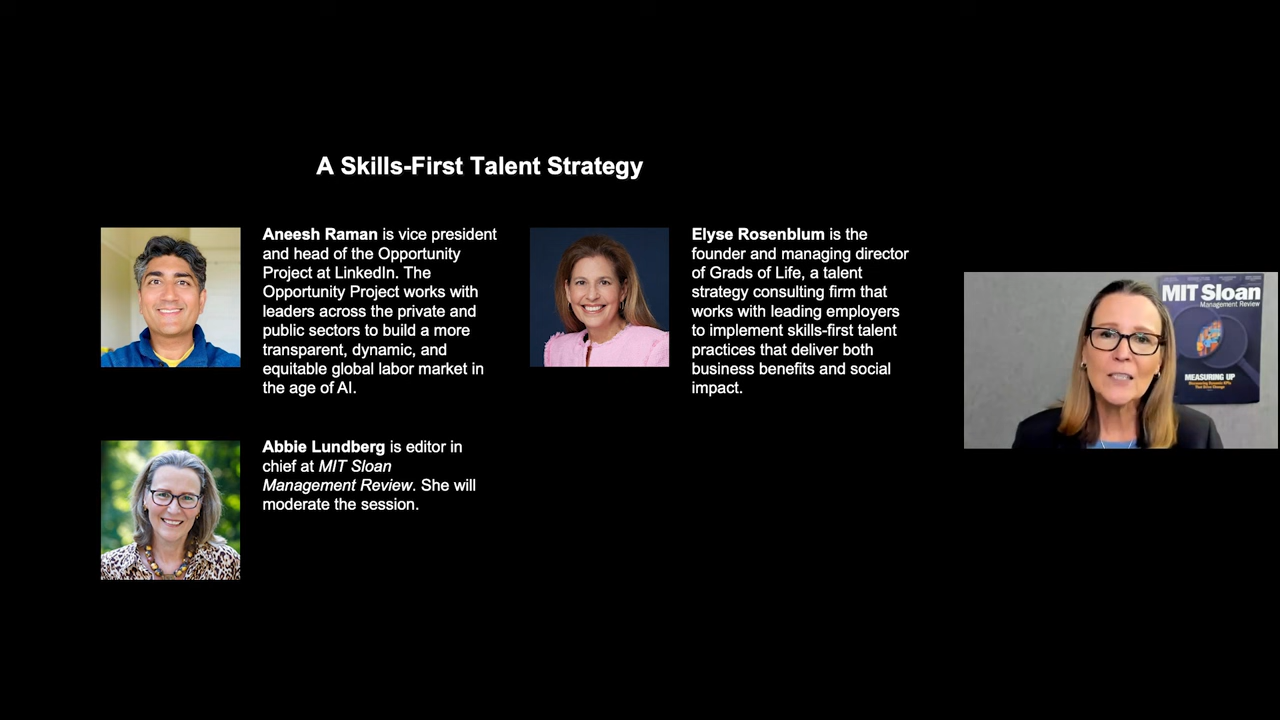 A Skills-First Talent Strategy
Aneesh Raman is vice president
and head of the Opportunity
Project at LinkedIn. The
Opportunity Project works with
leaders across the private and
public sectors to build a more
transparent, dynamic, and
equitable global labor market in
the age of AI.
Elyse Rosenblum is the
founder and managing director
of Grads of Life, a talent
strategy consulting firm that
works with leading employers
to implement skills-first talent
practices that deliver both
business benefits and social
impact.
Abbie Lundberg is editor in
chief at MIT Sloan
Management Review. She will
moderate the session.
MIT Sloan
Management Review
MEASURING UP